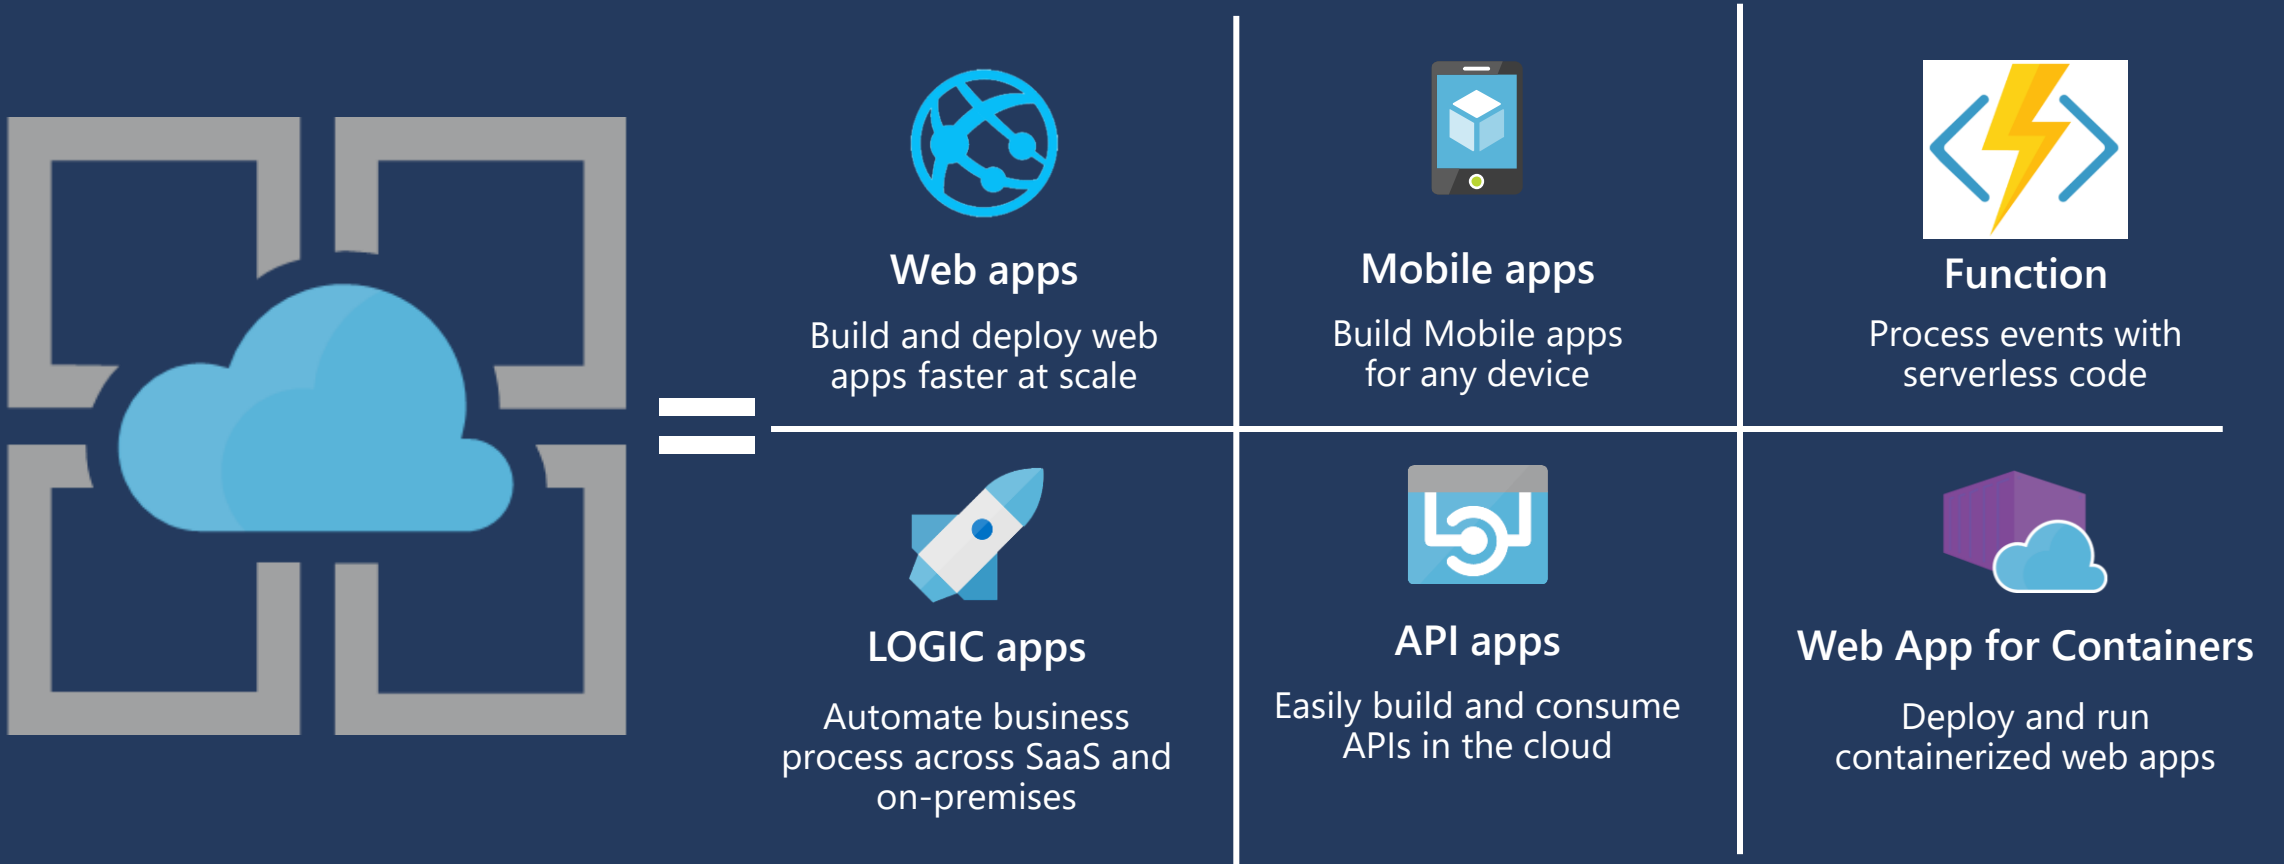 Web apps
Build and deploy web
apps faster at scale
Mobile apps
Build Mobile apps
for any device
Function
Process events with
serverless code
LOGIC apps
Automate business
process across SaaS and
on-premises
API apps
Easily build and consume
APIs in the cloud
Web App for Containers
Deploy and run
containerized web apps